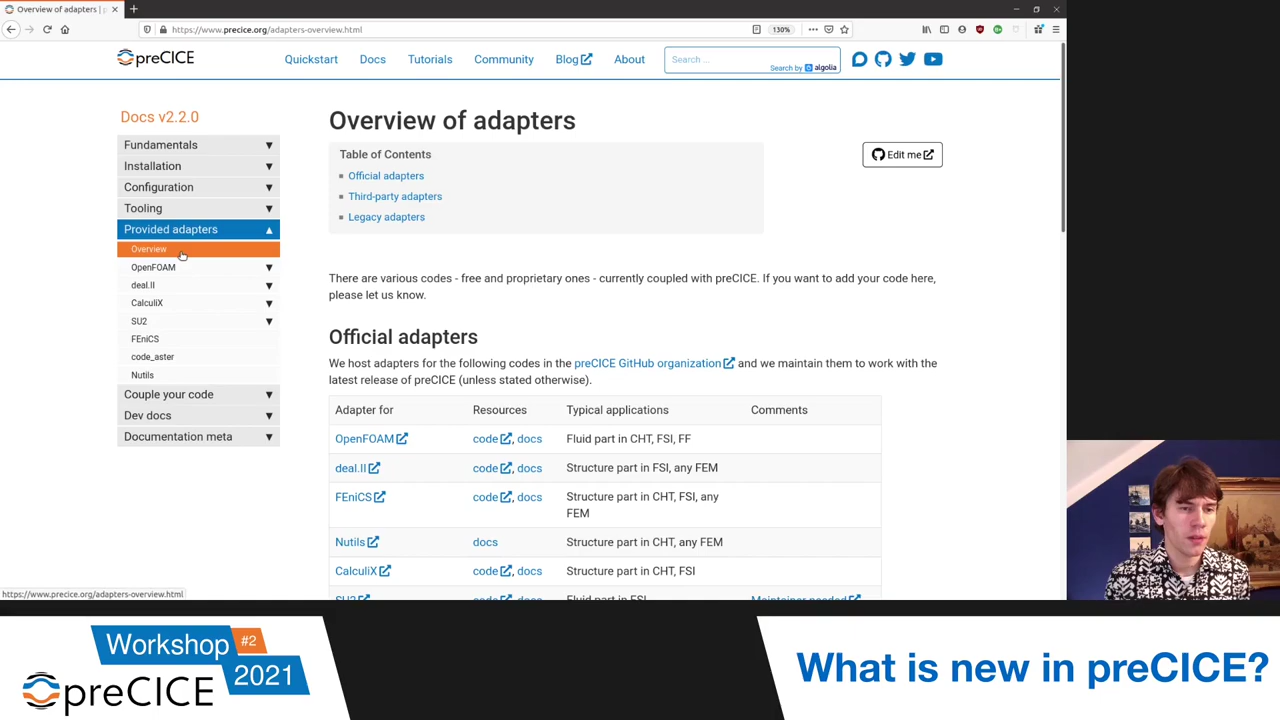 Overview of adapters | p
https://www.precice.org/adapters-overview.html
130%
preCICE
Quickstart
Docs
Tutorials
Community
Blog
About
Search ...
Search by algolia
Docs v2.2.0
Fundamentals
Installation
Configuration
Tooling
Provided adapters
Overview
OpenFOAM
deal.II
CalculiX
SU2
FEniCS
code_aster
Nutils
Couple your code
Dev docs
Documentation meta
Overview of adapters
Edit me
Table of Contents
Official adapters
Third-party adapters
Legacy adapters
There are various codes - free and proprietary ones - currently coupled with preCICE. If you want to add your code here,
please let us know.
Official adapters
We host adapters for the following codes in the preCICE GitHub organization and we maintain them to work with the
latest release of preCICE (unless stated otherwise).
Adapter for Resources Typical applications Comments
OpenFOAM code, docs Fluid part in CHT, FSI, FF
deal.II code, docs Structure part in FSI, any FEM
FEniCS code, docs Structure part in CHT, FSI, any
FEM
Nutils docs Structure part in CHT, any FEM
CalculiX code, docs Structure part in CHT, FSI
SU2 code, docs Fluid part in FSI Maintainer needed
https://www.precice.org/adapters-overview.html
Workshop #2
2021
preCICE
What is new in preCICE?